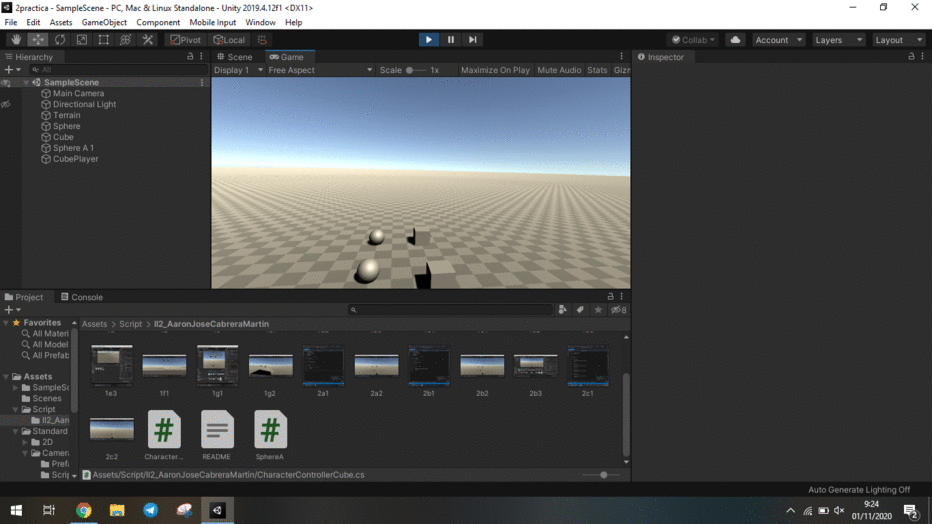 2practica - SampleScene - PC, Mac & Linux Standalone - Unity 2019.4.12f1 <DX11>
File Edit Assets GameObject Component Mobile Input Window Help
Pivot Local Collab Account Layers Layout
Hierarchy Scene Game Inspector
All Display 1 Free Aspect Scale 1x Maximize On Play Mute Audio Stats Gizr
SampleScene
Main Camera
Directional Light
Terrain
Sphere
Cube
Sphere A 1
CubePlayer
Project Console
8
Favorites
All Materi
All Model
All Prefab
Assets
SampleSc
Scenes
Script
II2_Aar
Standard
2D
Camera
Prefa
Scrip
Assets > Script > II2_AaronJoseCabreraMartin
1e3 1f1 1g1 1g2 2a1 2a2 2b1 2b2 2b3 2c1
2c2 Character... README SphereA
Assets/Script/II2_AaronJoseCabreraMartin/CharacterControllerCube.cs
Auto Generate Lighting Off
9:24
01/11/2020
2